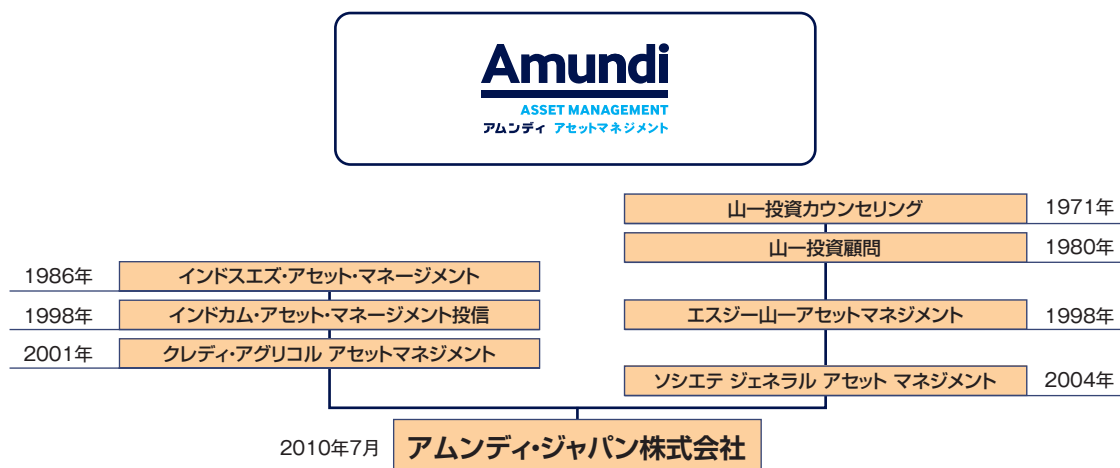 Amundi
ASSET MANAGEMENT
アムンディ アセットマネジメント
山一投資カウンセリング 1971年
山一投資顧問 1980年
1986年 インドスエズ・アセット・マネージメント
1998年 インドカム・アセット・マネージメント投信
エスジー山一アセットマネジメント 1998年
2001年 クレディ・アグリコル アセットマネジメント
ソシエテ ジェネラル アセット マネジメント 2004年
2010年7月 アムンディ・ジャパン株式会社